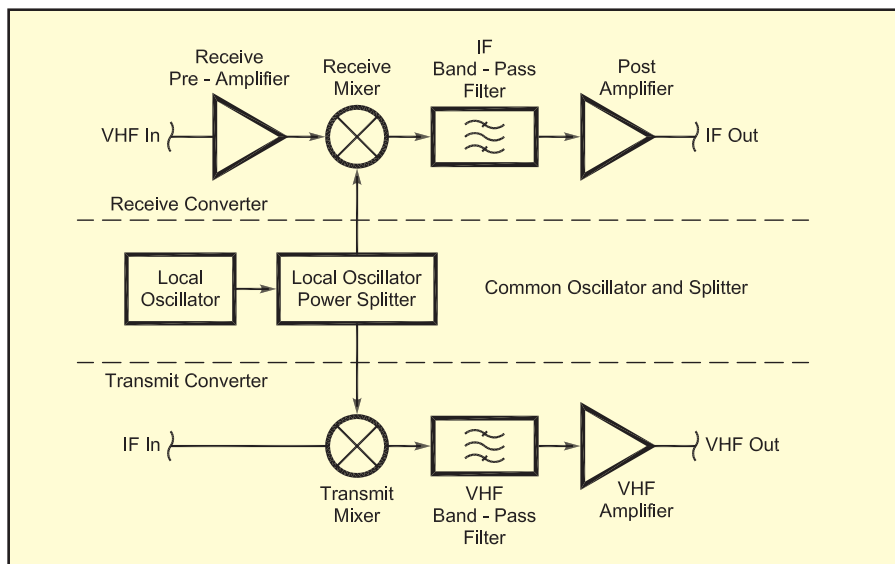 Receive
Pre - Amplifier
Receive
Mixer
IF
Band - Pass
Filter
Post
Amplifier
VHF In
IF Out
Receive Converter
Local
Oscillator
Local Oscillator
Power Splitter
Common Oscillator and Splitter
Transmit Converter
IF In
Transmit
Mixer
VHF
Band - Pass
Filter
VHF
Amplifier
VHF Out